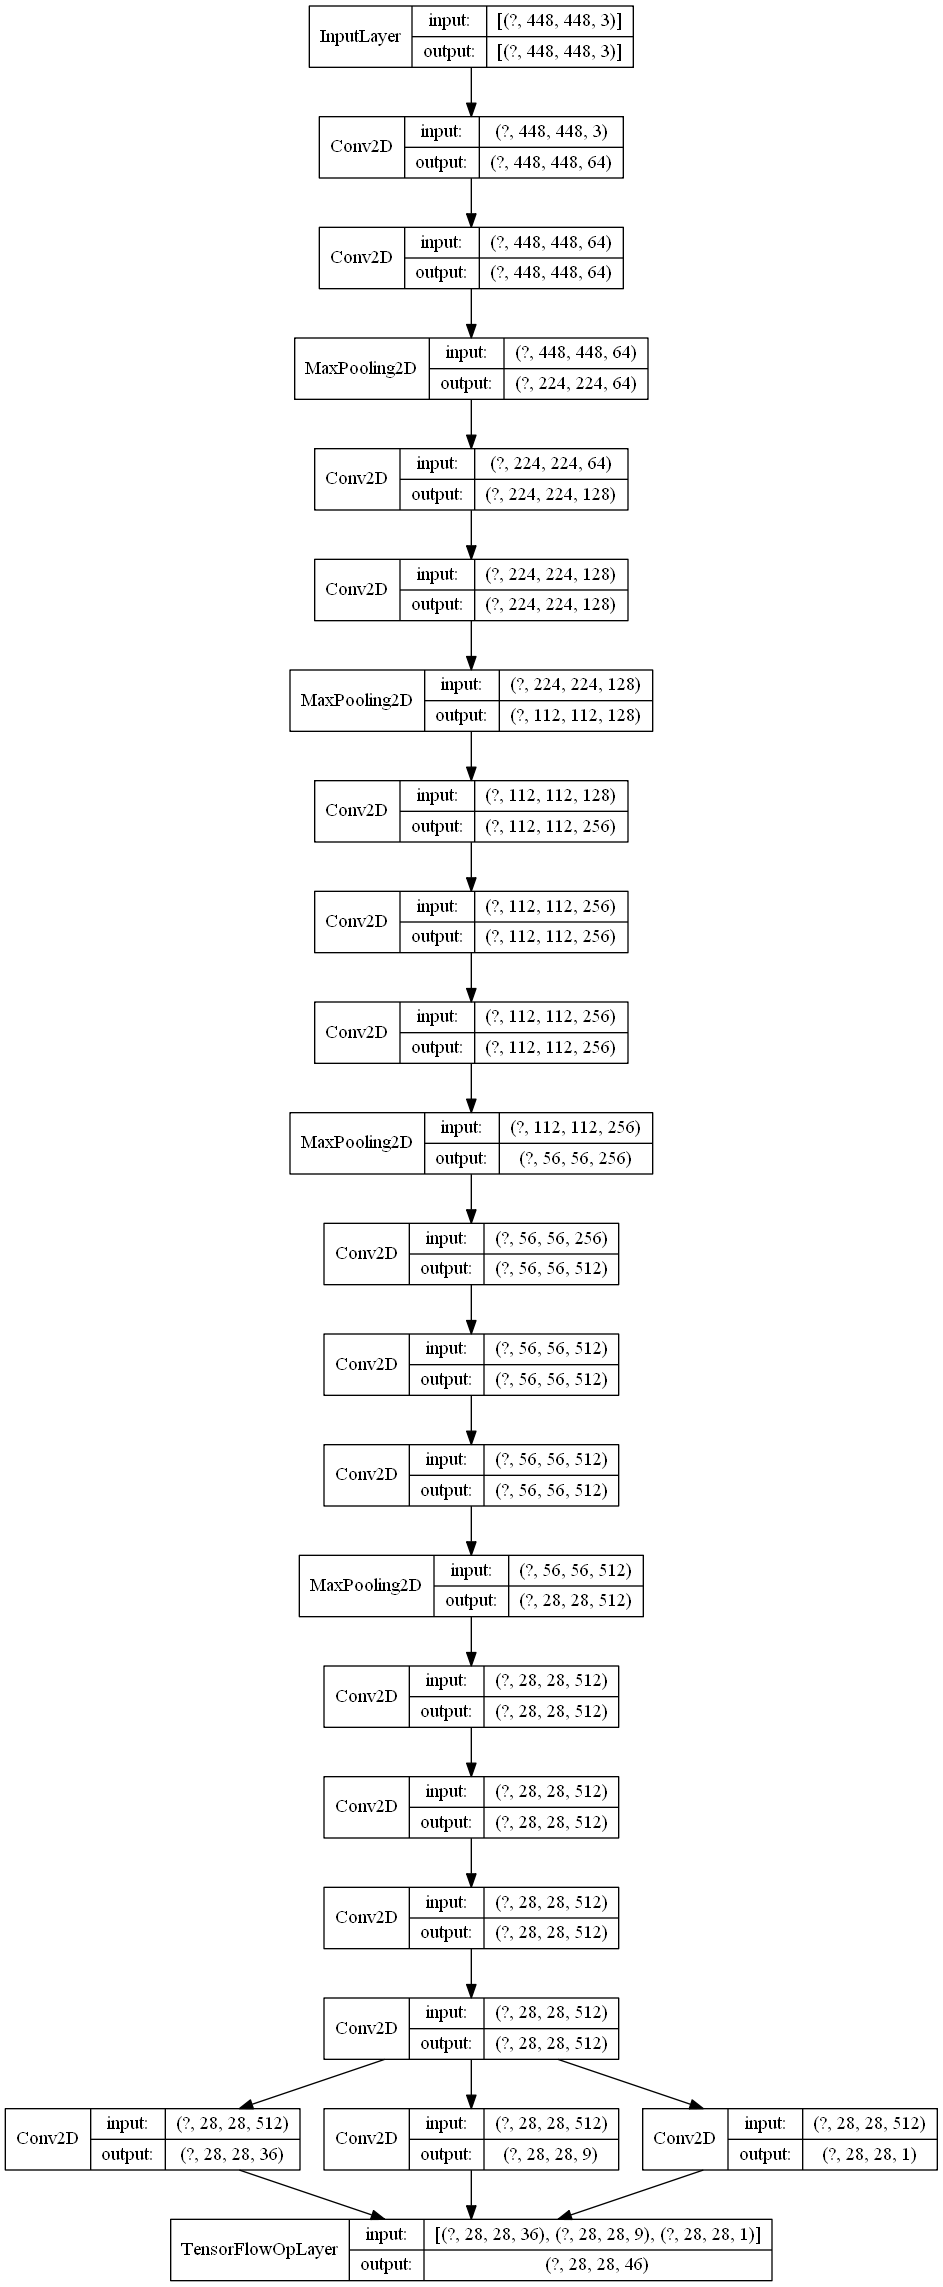 InputLayer input: [(?, 448, 448, 3)]
output: [(?, 448, 448, 3)]
Conv2D input: (?, 448, 448, 3)
output: (?, 448, 448, 64)
Conv2D input: (?, 448, 448, 64)
output: (?, 448, 448, 64)
MaxPooling2D input: (?, 448, 448, 64)
output: (?, 224, 224, 64)
Conv2D input: (?, 224, 224, 64)
output: (?, 224, 224, 128)
Conv2D input: (?, 224, 224, 128)
output: (?, 224, 224, 128)
MaxPooling2D input: (?, 224, 224, 128)
output: (?, 112, 112, 128)
Conv2D input: (?, 112, 112, 128)
output: (?, 112, 112, 256)
Conv2D input: (?, 112, 112, 256)
output: (?, 112, 112, 256)
Conv2D input: (?, 112, 112, 256)
output: (?, 112, 112, 256)
MaxPooling2D input: (?, 112, 112, 256)
output: (?, 56, 56, 256)
Conv2D input: (?, 56, 56, 256)
output: (?, 56, 56, 512)
Conv2D input: (?, 56, 56, 512)
output: (?, 56, 56, 512)
Conv2D input: (?, 56, 56, 512)
output: (?, 56, 56, 512)
MaxPooling2D input: (?, 56, 56, 512)
output: (?, 28, 28, 512)
Conv2D input: (?, 28, 28, 512)
output: (?, 28, 28, 512)
Conv2D input: (?, 28, 28, 512)
output: (?, 28, 28, 512)
Conv2D input: (?, 28, 28, 512)
output: (?, 28, 28, 512)
Conv2D input: (?, 28, 28, 512)
output: (?, 28, 28, 512)
Conv2D input: (?, 28, 28, 512)
output: (?, 28, 28, 36)
Conv2D input: (?, 28, 28, 512)
output: (?, 28, 28, 9)
Conv2D input: (?, 28, 28, 512)
output: (?, 28, 28, 1)
TensorFlowOpLayer input: [(?, 28, 28, 36), (?, 28, 28, 9), (?, 28, 28, 1)]
output: (?, 28, 28, 46)